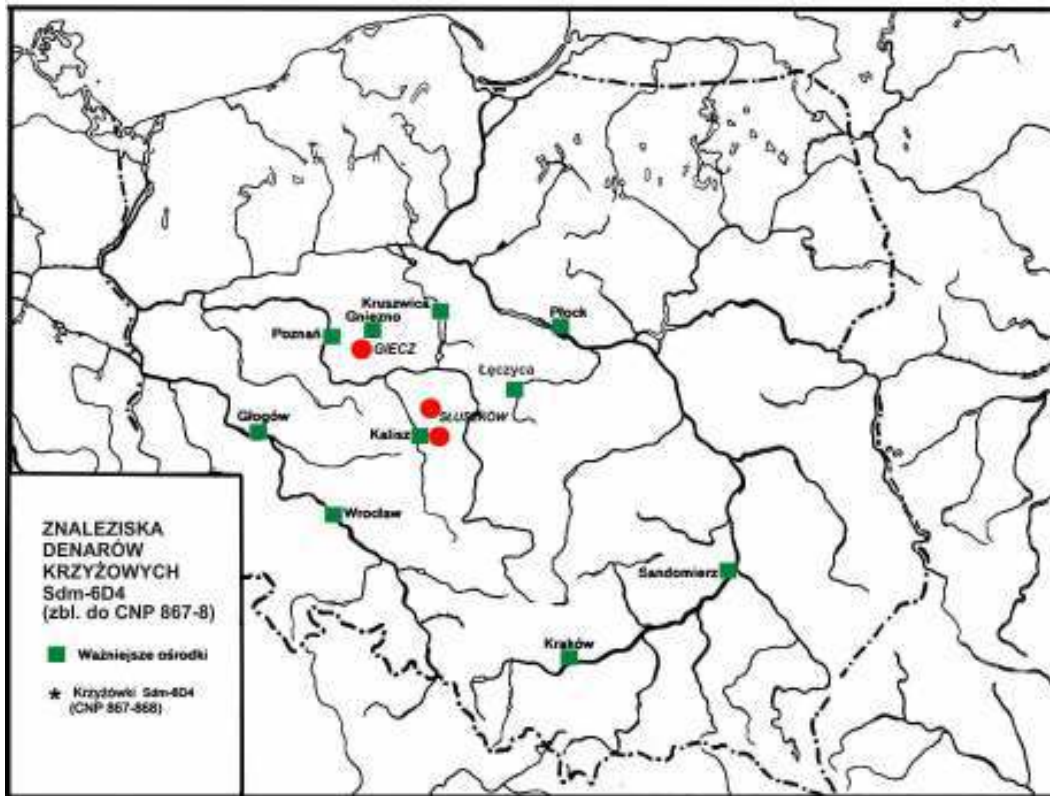 Kruszwica
Gniezno
Płock
Poznań
GIECZ
Łęczyca
Głogów
SŁUSZKÓW
Kalisz
Wrocław
Sandomierz
Kraków
ZNALEZISKA
DENARÓW
KRZYŻOWYCH
Sdm-6D4
(zbl. do CNP 867-8)
Ważniejsze ośrodki
* Krzyżówki Sdm-6D4
(CNP 867-868)